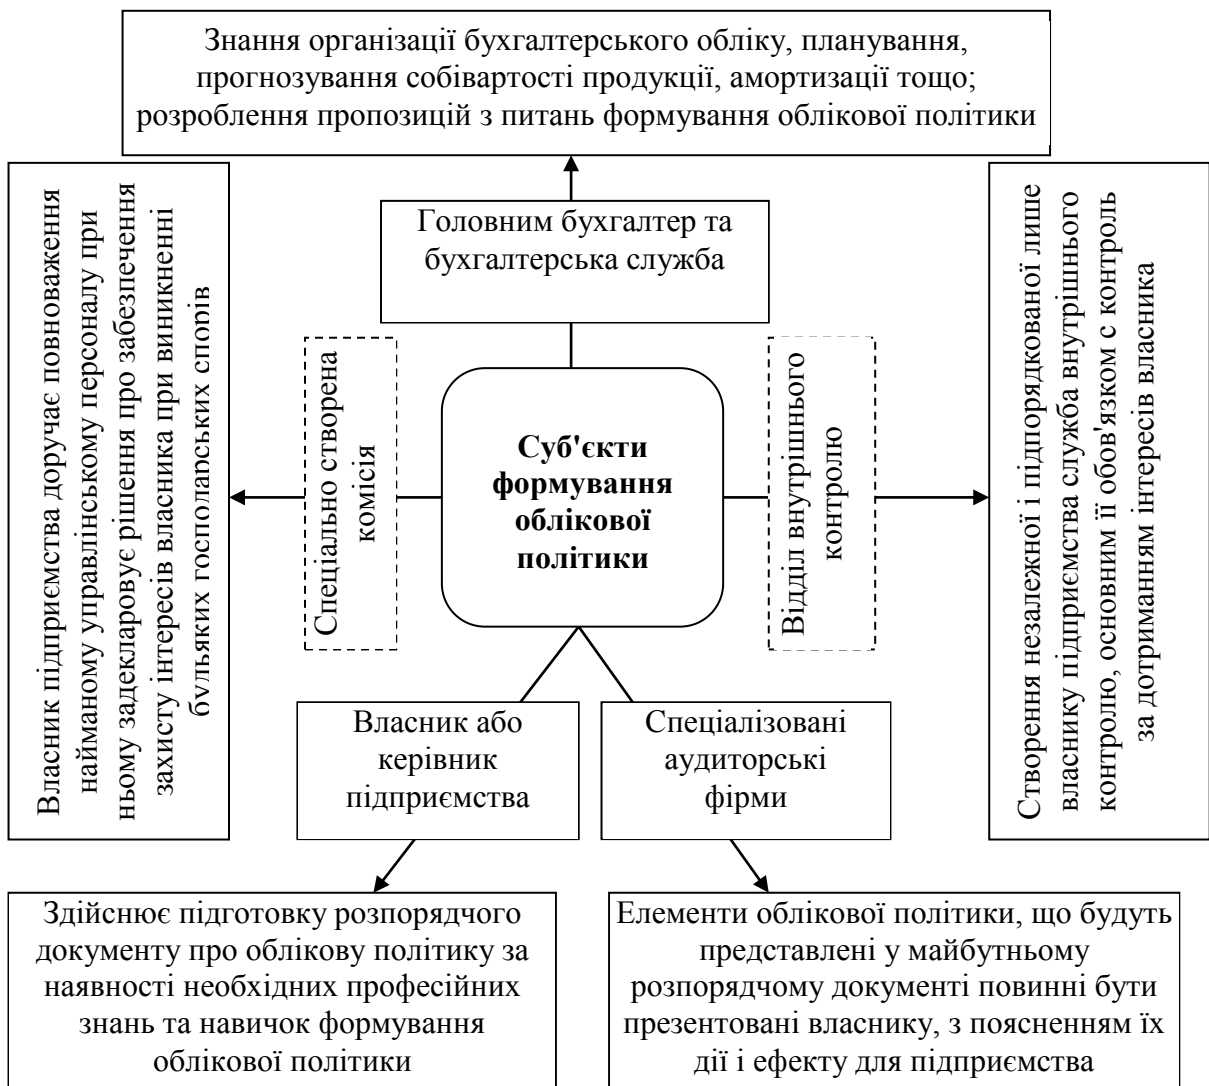 Знання організації бухгалтерського обліку, планування,
прогнозування собівартості продукції, амортизації тощо;
розроблення пропозицій з питань формування облікової політики
Головним бухгалтер та
бухгалтерська служба
Власник підприємства доручає повноваження
найманому управлінському персоналу при
ньому задекларовує рішення про забезпечення
захисту інтересів власника при виникненні
бульяких господарських спорів
Спеціально створена
комісія
Суб'єкти
формування
облікової
політики
Відділ внутрішнього
контролю
Створення незалежної і підпорядкованої лише
власнику підприємства служба внутрішнього
контролю, основним її обов'язком с контроль
за дотриманням інтересів власника
Власник або
керівник
підприємства
Спеціалізовані
аудиторські
фірми
Здійснює підготовку розпорядчого
документу про облікову політику за
наявності необхідних професійних
знань та навичок формування
облікової політики
Елементи облікової політики, що будуть
представлені у майбутньому
розпорядчому документі повинні бути
презентовані власнику, з поясненням їх
дії і ефекту для підприємства